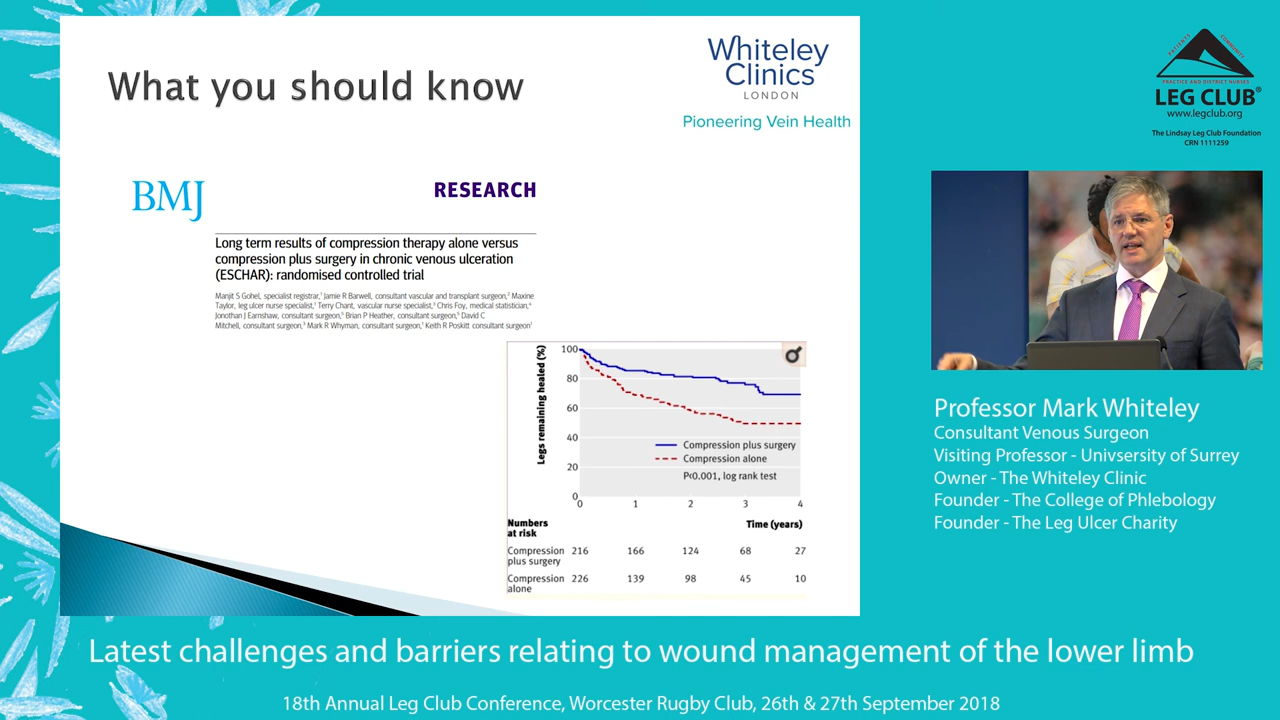 What you should know
Whiteley
Clinics
LONDON
Pioneering Vein Health
BMJ
RESEARCH
Long term results of compression therapy alone versus
compression plus surgery in chronic venous ulceration
(ESCHAR): randomised controlled trial
Manjit S Gohel, specialist registrar,1 Jamie R Barwell, consultant vascular and transplant surgeon,2 Maxine
Taylor, leg ulcer nurse specialist,1 Terry Chant, vascular nurse specialist,3 Chris Foy, medical statistician,4
Jonothan J Earnshaw, consultant surgeon,5 Brian P Heather, consultant surgeon,5 David C
Mitchell, consultant surgeon,3 Mark R Whyman, consultant surgeon,1 Keith R Poskitt consultant surgeon1
Legs remaining healed (%)
100
80
60
40
20
0
Compression plus surgery
Compression alone
P<0.001, log rank test
0 1 2 3 4
Numbers
at risk
Time (years)
Compression 216 166 124 68 27
plus surgery
Compression 226 139 98 45 10
alone
PATIENTS
COMMUNITY
PRACTICE AND DISTRICT NURSES
LEG CLUB®
www.legclub.org
The Lindsay Leg Club Foundation
CRN 1111259
Professor Mark Whiteley
Consultant Venous Surgeon
Visiting Professor - Univsersity of Surrey
Owner - The Whiteley Clinic
Founder - The College of Phlebology
Founder - The Leg Ulcer Charity
Latest challenges and barriers relating to wound management of the lower limb
18th Annual Leg Club Conference, Worcester Rugby Club, 26th & 27th September 2018